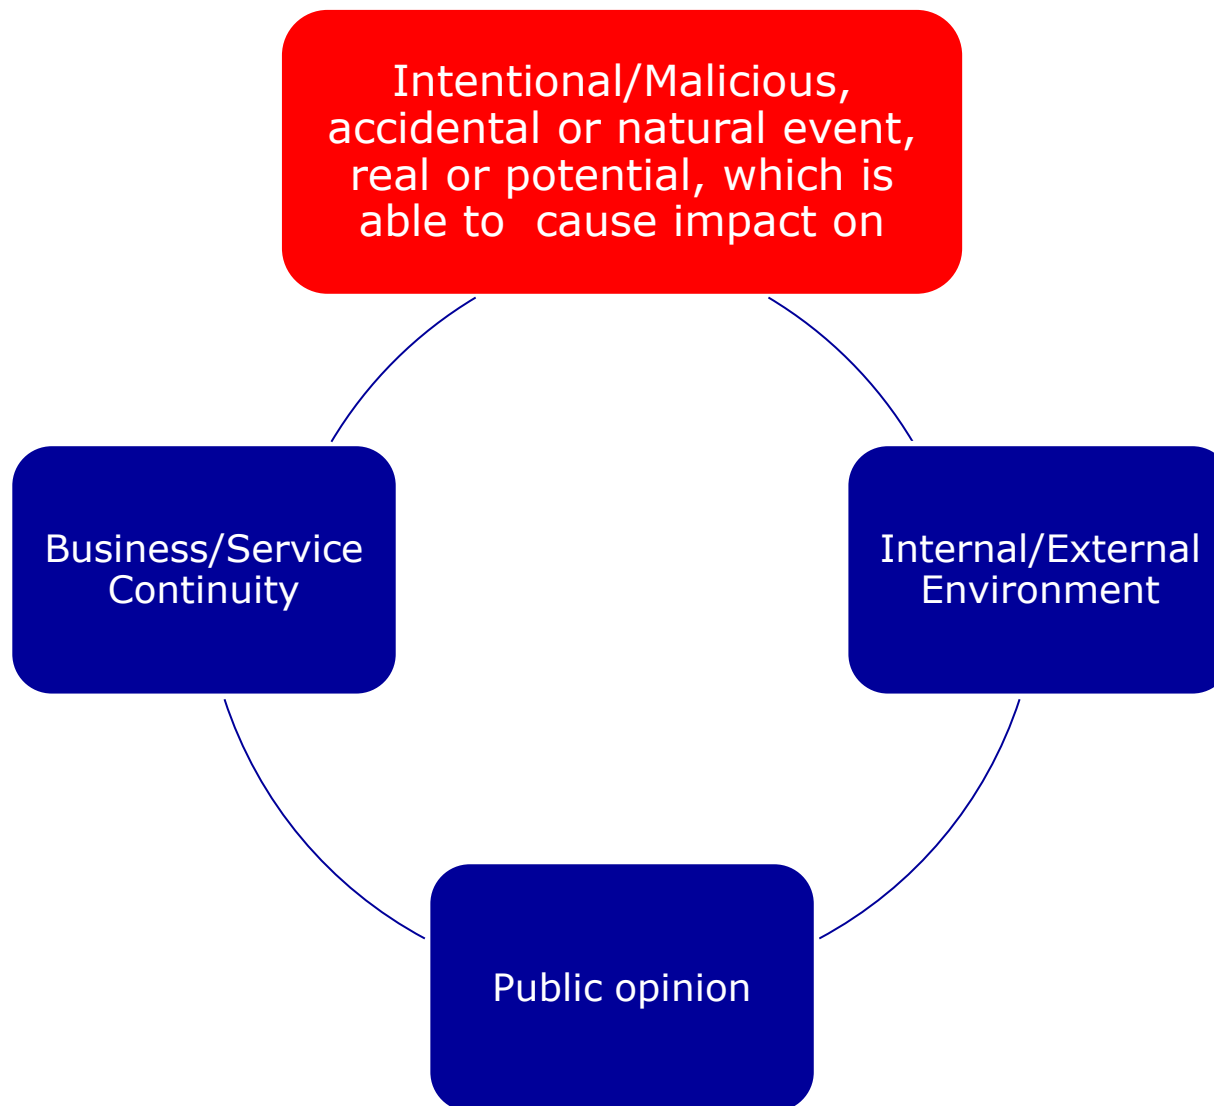 Intentional/Malicious,
accidental or natural event,
real or potential, which is
able to  cause impact on
Business/Service
Continuity
Internal/External
Environment
Public opinion